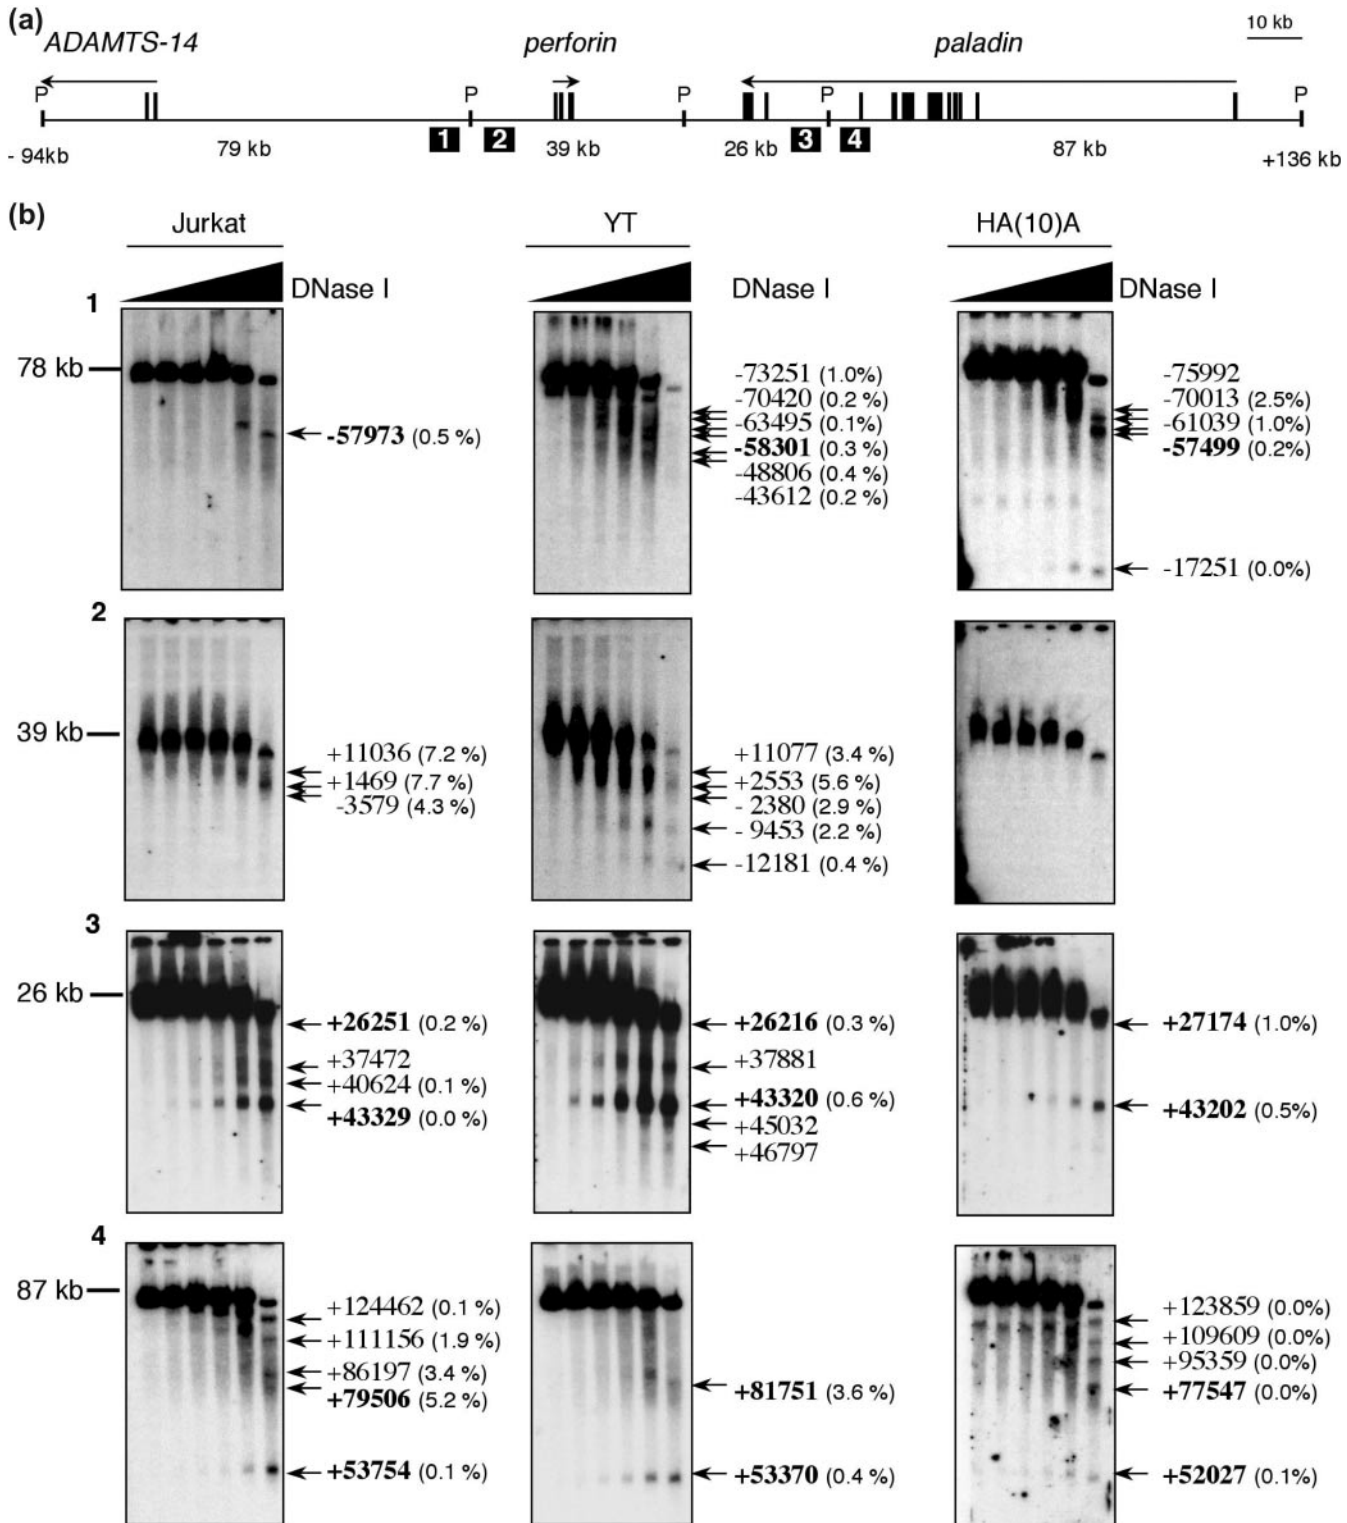 (a)
ADAMTS-14 perforin paladin 10 kb
P P P P P
1 2 3 4
- 94kb 79 kb 39 kb 26 kb 87 kb +136 kb
(b)
Jurkat YT HA(10)A
DNase I DNase I DNase I
1
78 kb
-57973 (0.5 %)
-73251 (1.0%)
-70420 (0.2 %)
-63495 (0.1%)
-58301 (0.3 %)
-48806 (0.4 %)
-43612 (0.2 %)
-75992
-70013 (2.5%)
-61039 (1.0%)
-57499 (0.2%)
-17251 (0.0%)
2
39 kb
+11036 (7.2 %)
+1469 (7.7 %)
-3579 (4.3 %)
+11077 (3.4 %)
+2553 (5.6 %)
- 2380 (2.9 %)
- 9453 (2.2 %)
-12181 (0.4%)
3
26 kb
+26251 (0.2 %)
+37472
+40624 (0.1 %)
+43329 (0.0%)
+26216 (0.3 %)
+37881
+43320 (0.6 %)
+45032
+46797
+27174 (1.0%)
+43202 (0.5%)
4
87 kb
+124462 (0.1 %)
+111156 (1.9 %)
+86197 (3.4 %)
+79506 (5.2 %)
+53754 (0.1 %)
+81751 (3.6 %)
+53370 (0.4 %)
+123859 (0.0%)
+109609 (0.0%)
+95359 (0.0%)
+77547 (0.0%)
+52027 (0.1%)